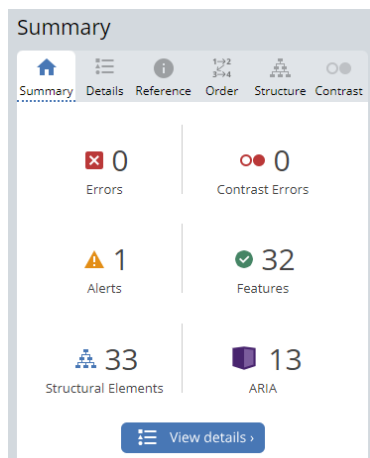 Summary
1→2
3→4
Summary Details Reference Order Structure Contrast
0 0
Errors Contrast Errors
1 32
Alerts Features
33 13
Structural Elements ARIA
View details ›